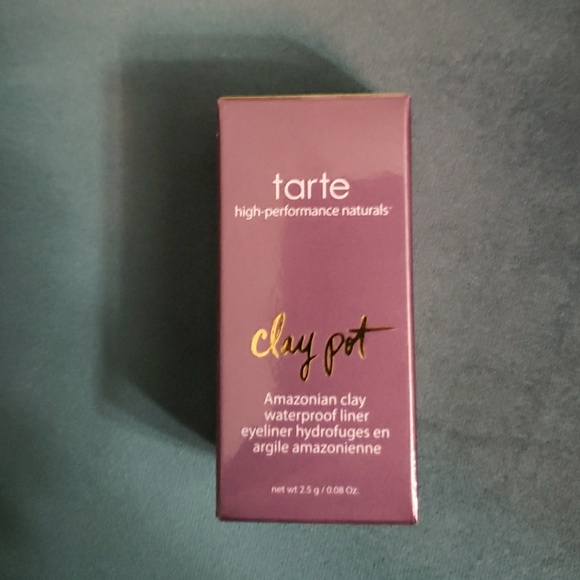 tarte
high-performance naturals™
clay pot
Amazonian clay
waterproof liner
eyeliner hydrofuges en
argile amazonienne
net wt 2.5 g / 0.08 Oz.